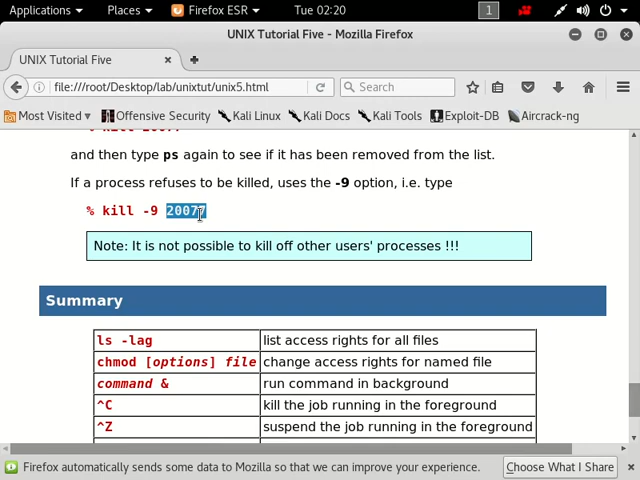 Applications Places Firefox ESR Tue 02:20 1
UNIX Tutorial Five - Mozilla Firefox
UNIX Tutorial Five
file:///root/Desktop/lab/unixtut/unix5.html Search
Most Visited Offensive Security Kali Linux Kali Docs Kali Tools Exploit-DB Aircrack-ng
% kill 20077
and then type ps again to see if it has been removed from the list.
If a process refuses to be killed, uses the -9 option, i.e. type
% kill -9 20077
Note: It is not possible to kill off other users' processes !!!
Summary
ls -lag list access rights for all files
chmod [options] file change access rights for named file
command & run command in background
^C kill the job running in the foreground
^Z suspend the job running in the foreground
Firefox automatically sends some data to Mozilla so that we can improve your experience. Choose What I Share